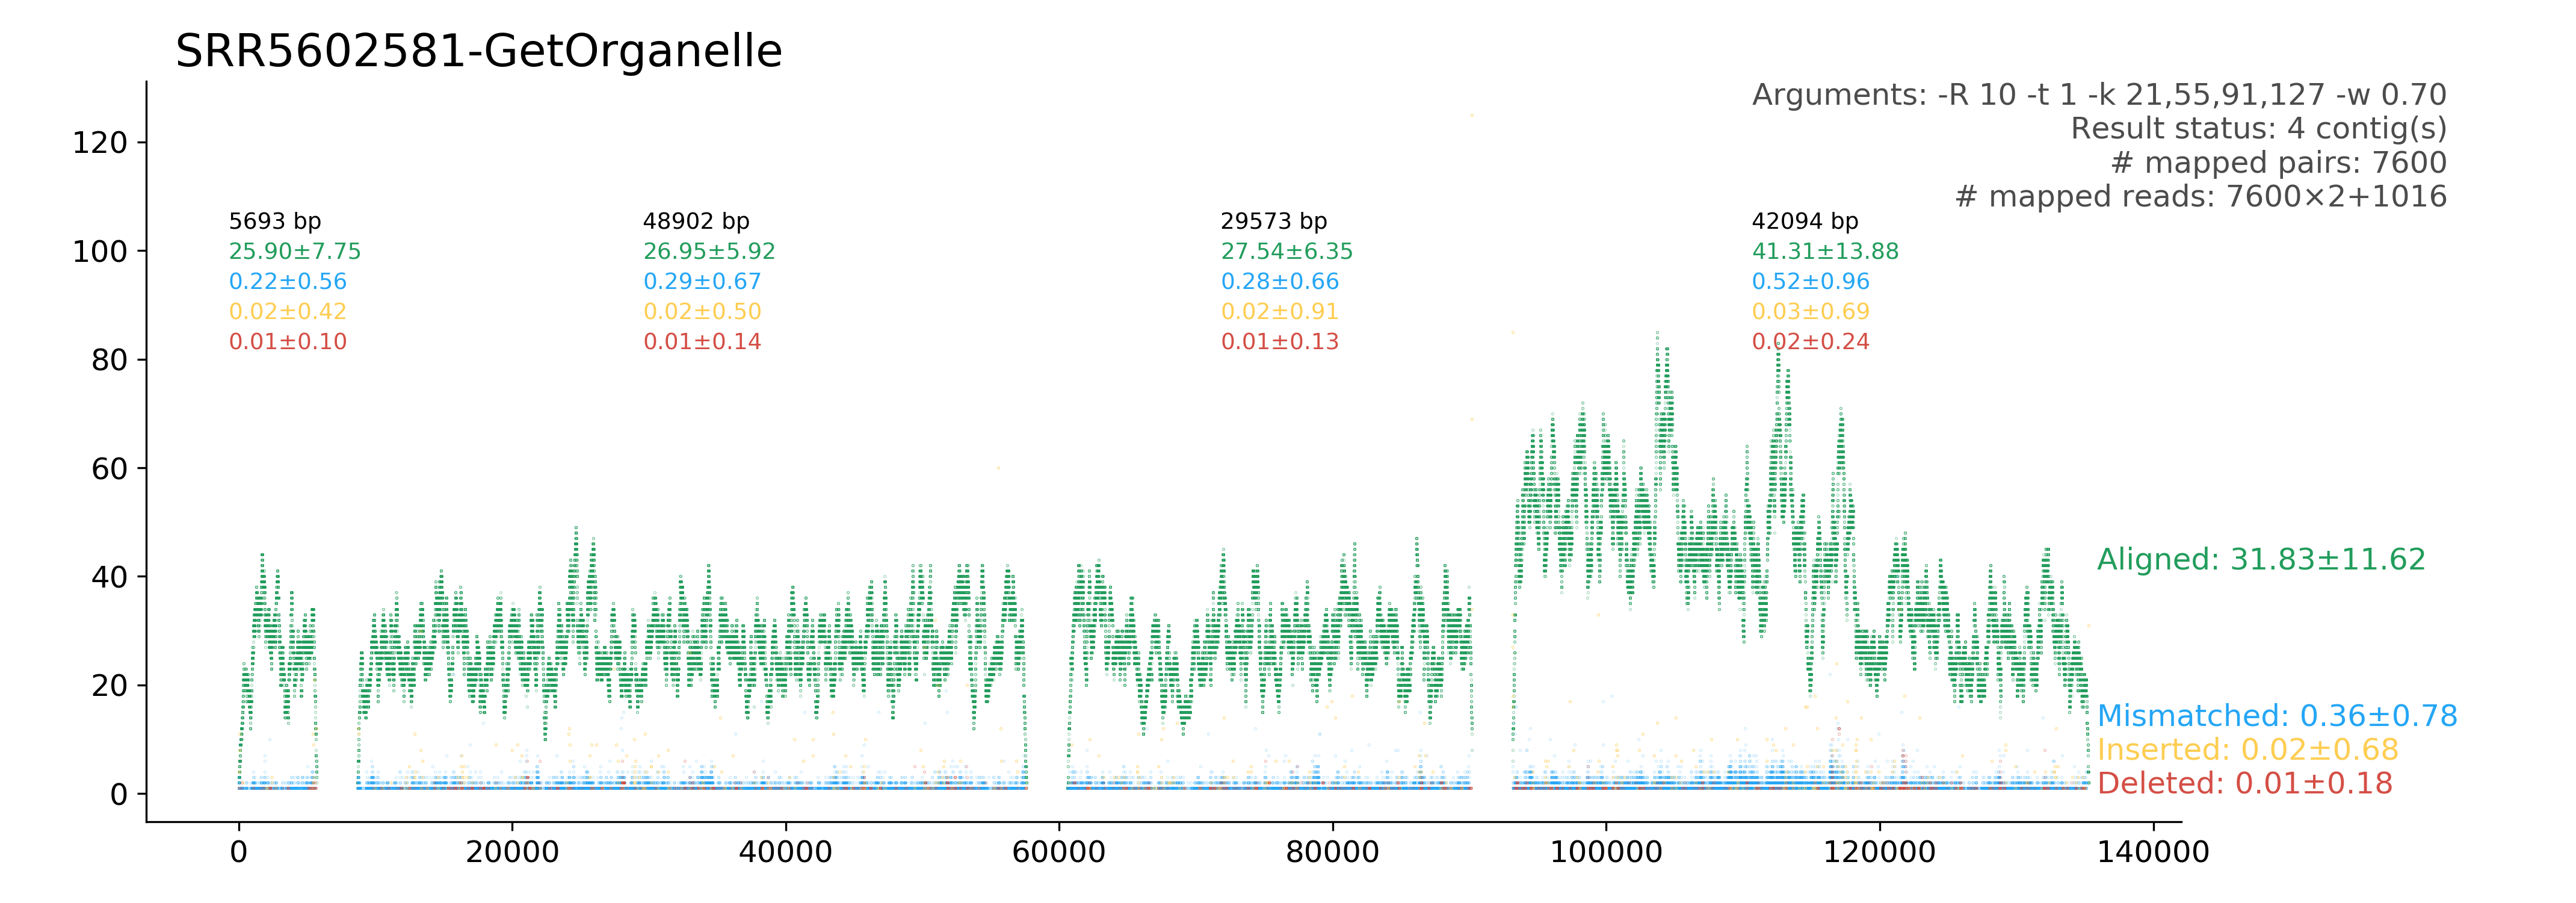 SRR5602581-GetOrganelle
Arguments: -R 10 -t 1 -k 21,55,91,127 -w 0.70
Result status: 4 contig(s)
# mapped pairs: 7600
# mapped reads: 7600×2+1016
5693 bp
25.90±7.75
0.22±0.56
0.02±0.42
0.01±0.10
48902 bp
26.95±5.92
0.29±0.67
0.02±0.50
0.01±0.14
29573 bp
27.54±6.35
0.28±0.66
0.02±0.91
0.01±0.13
42094 bp
41.31±13.88
0.52±0.96
0.03±0.69
0.02±0.24
120
100
80
60
40
20
0
Aligned: 31.83±11.62
Mismatched: 0.36±0.78
Inserted: 0.02±0.68
Deleted: 0.01±0.18
0 20000 40000 60000 80000 100000 120000 140000